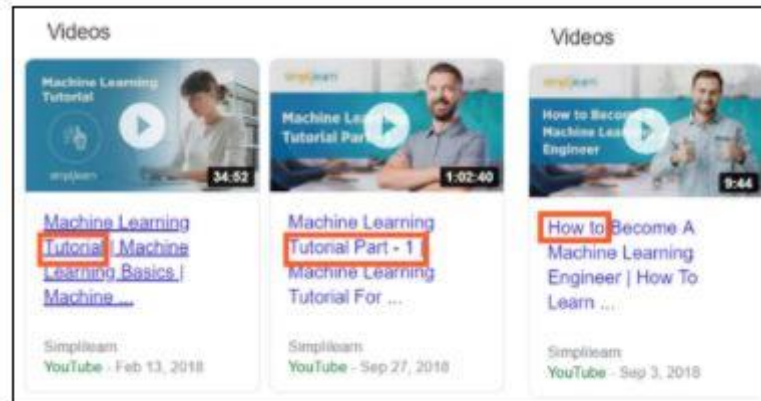 Videos
Machine Learning
Tutorial
simplilearn
34:52
Machine Learning
Tutorial | Machine
Learning Basics |
Machine ...
Simplilearn
YouTube - Feb 13, 2018
simplilearn
Machine
Tutorial Part
1:02:40
Machine Learning
Tutorial Part - 1 |
Machine Learning
Tutorial For ...
Simplilearn
YouTube - Sep 27, 2018
Videos
simplilearn
How to
Machine
Engineer
9:44
How to Become A
Machine Learning
Engineer | How To
Learn ...
Simplilearn
YouTube - Sep 3, 2018